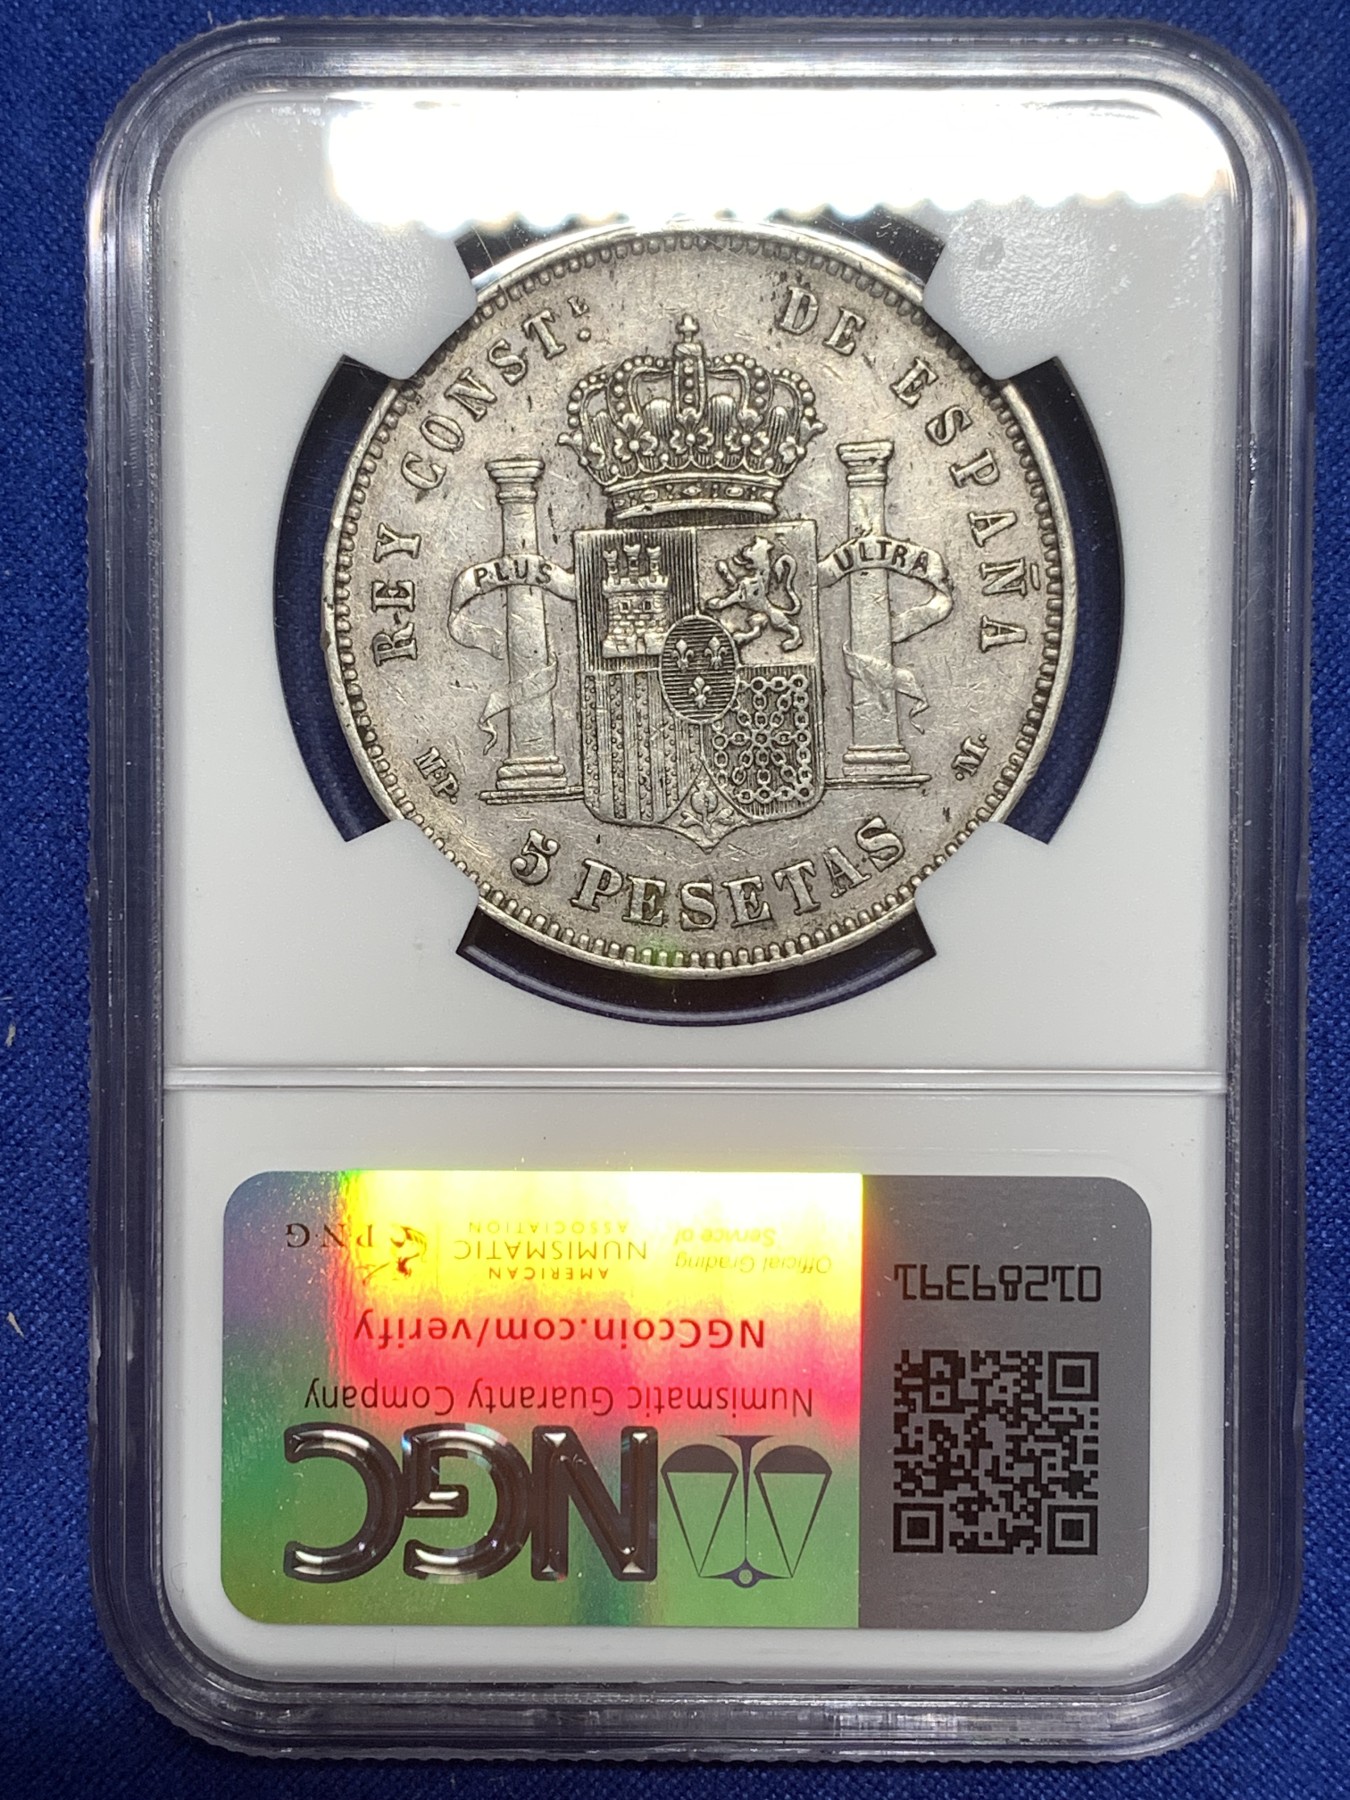 REY CONST.L DE ESPAÑA
PLUS ULTRA
M.P. .M.
5 PESETAS
NGC
Numismatic Guaranty Company
NGCcoin.com/verify
Official Grading
Service of
AMERICAN
NUMISMATIC
ASSOCIATION
PNG
01289391